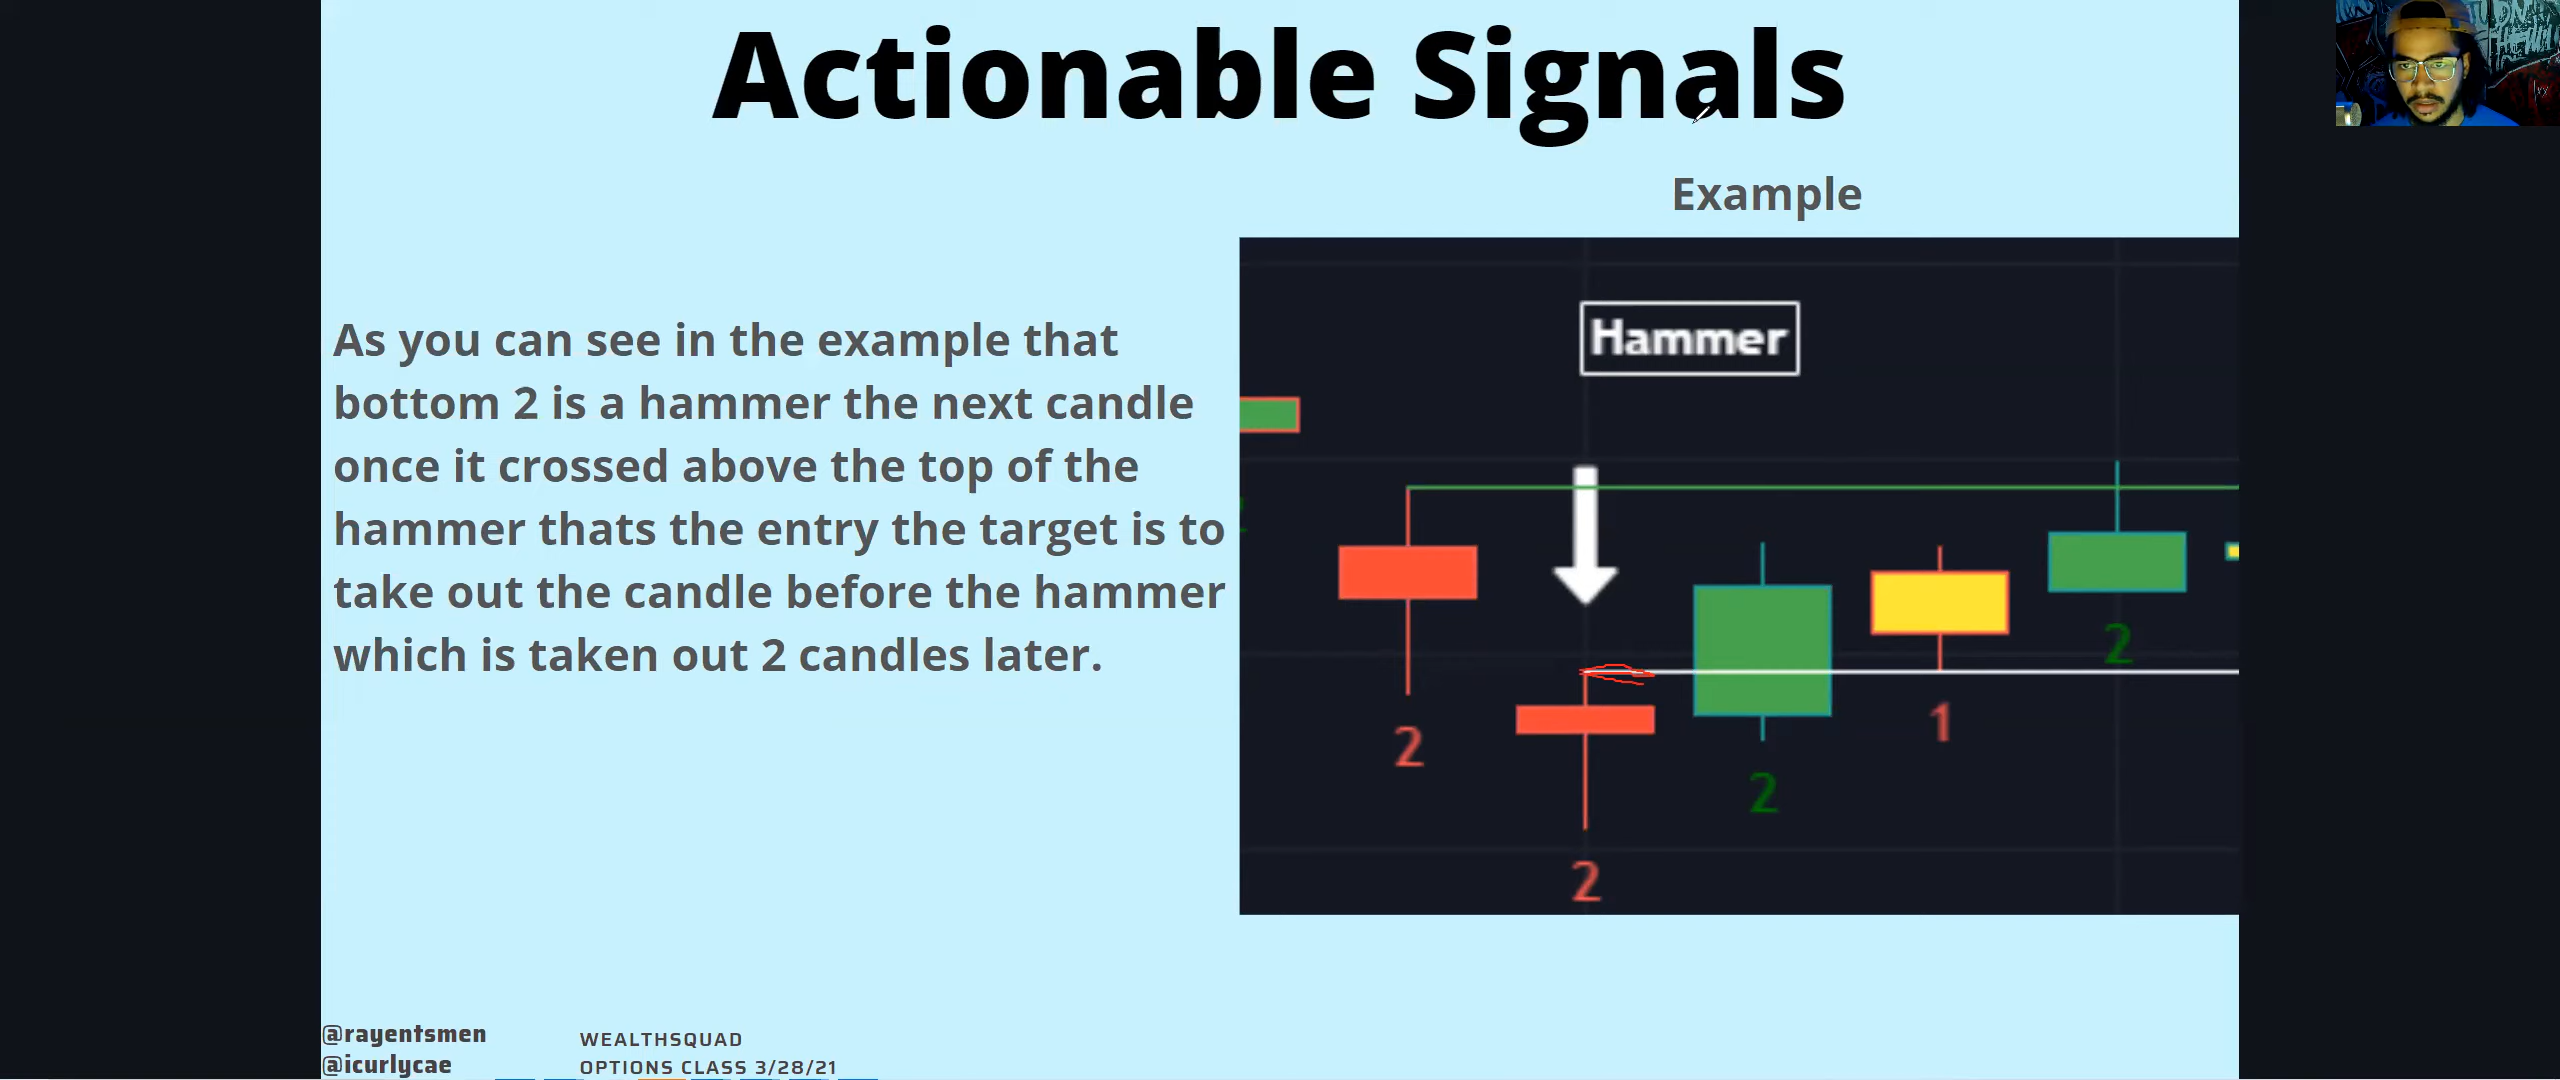 Actionable Signals
Example
As you can see in the example that
bottom 2 is a hammer the next candle
once it crossed above the top of the
hammer thats the entry the target is to
take out the candle before the hammer
which is taken out 2 candles later.
Hammer
2
2
2
1
2
@rayentsmen
@icurlycae
WEALTHSQUAD
OPTIONS CLASS 3/28/21